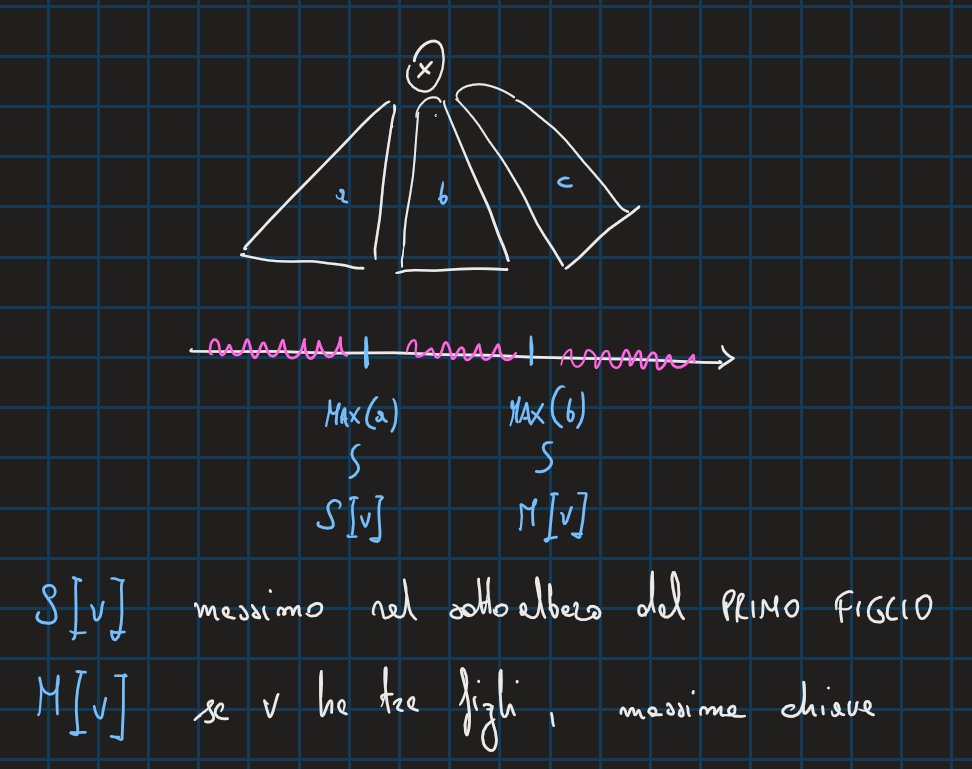 x
a b c
MAX(a) MAX(b)
S[v] M[v]
S[v] massimo nel sottoalbero del PRIMO FIGLIO
M[v] se v ha tre figli, massima chiave